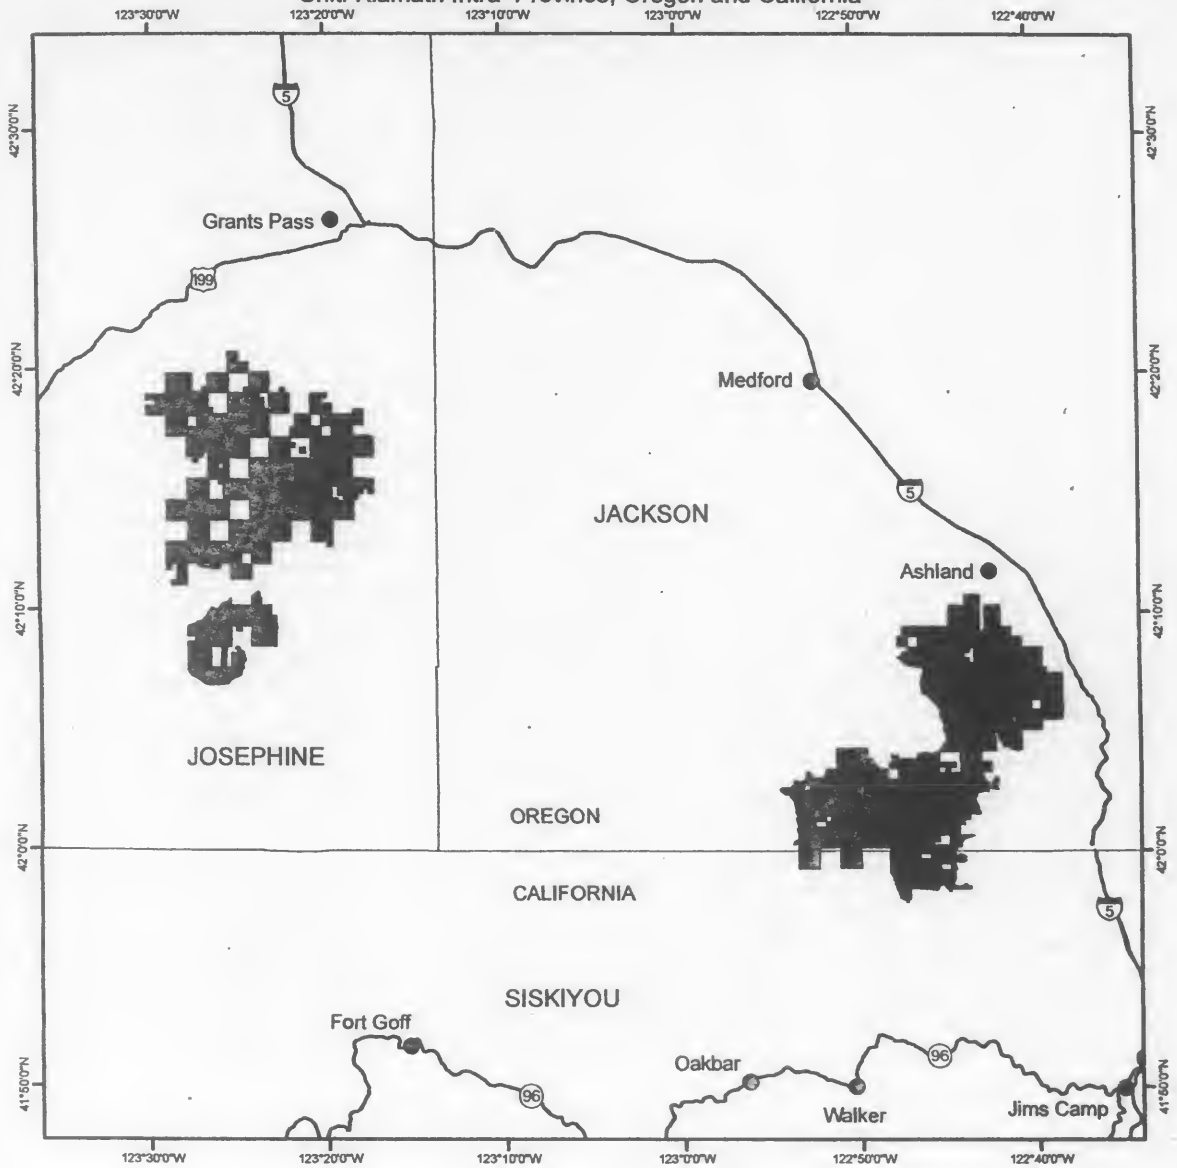 Unit: Klamath Intra-Province, Oregon and California
123°30'0"W 123°20'0"W 123°10'0"W 123°0'0"W 122°50'0"W 122°40'0"W
42°30'0"N
42°30'0"N
5
Grants Pass
199
42°20'0"N
42°20'0"N
Medford
5
JACKSON
Ashland
42°10'0"N
42°10'0"N
JOSEPHINE
OREGON
42°0'0"N
42°0'0"N
CALIFORNIA
5
SISKIYOU
Fort Goff
Oakbar
96
96
41°50'0"N
41°50'0"N
Walker
Jims Camp
123°30'0"W 123°20'0"W 123°10'0"W 123°0'0"W 122°50'0"W 122°40'0"W